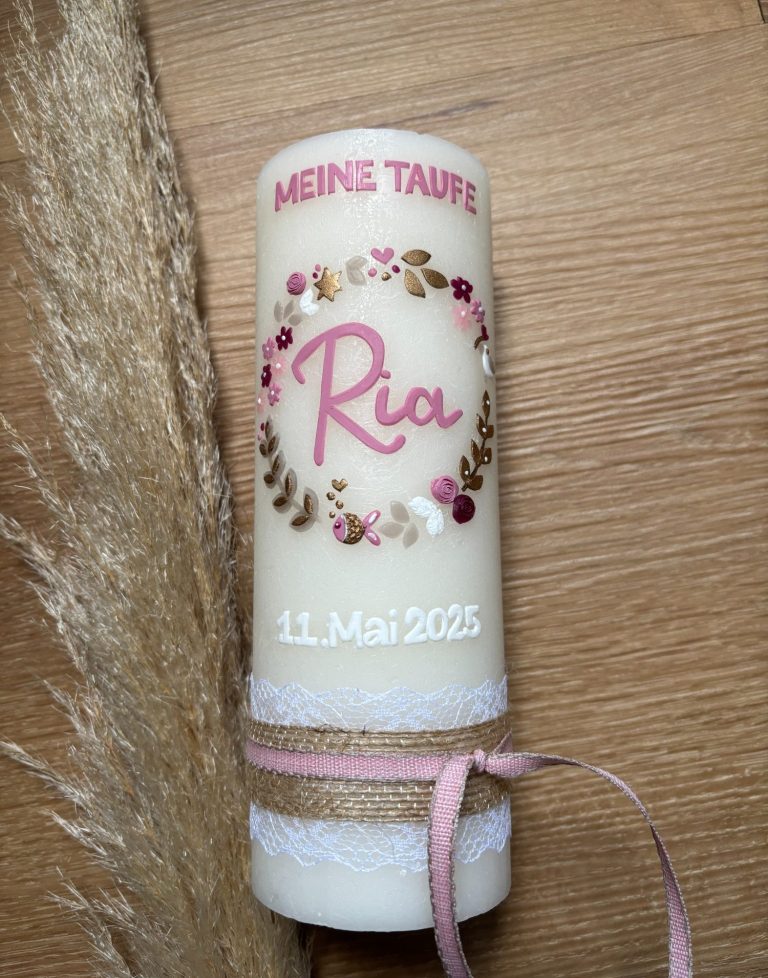 MEINE TAUFE
Ria
11. Mai 2025